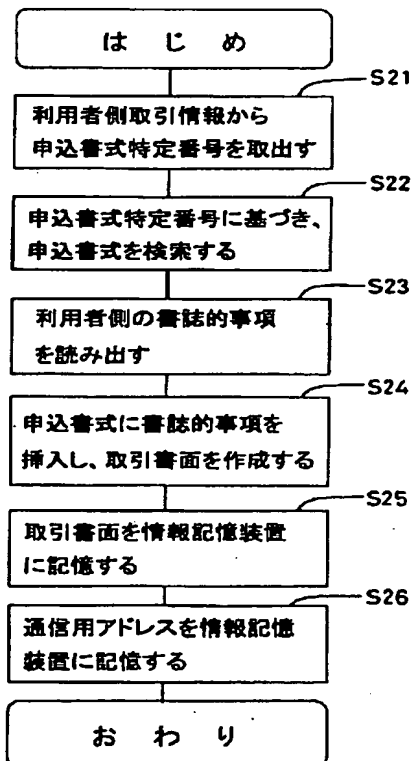 はじめ
S21
利用者側取引情報から
申込書式特定番号を取出す
S22
申込書式特定番号に基づき、
申込書式を検索する
S23
利用者側の書誌的事項
を読み出す
S24
申込書式に書誌的事項を
挿入し、取引書面を作成する
S25
取引書面を情報記憶装置
に記憶する
S26
通信用アドレスを情報記憶
装置に記憶する
おわり